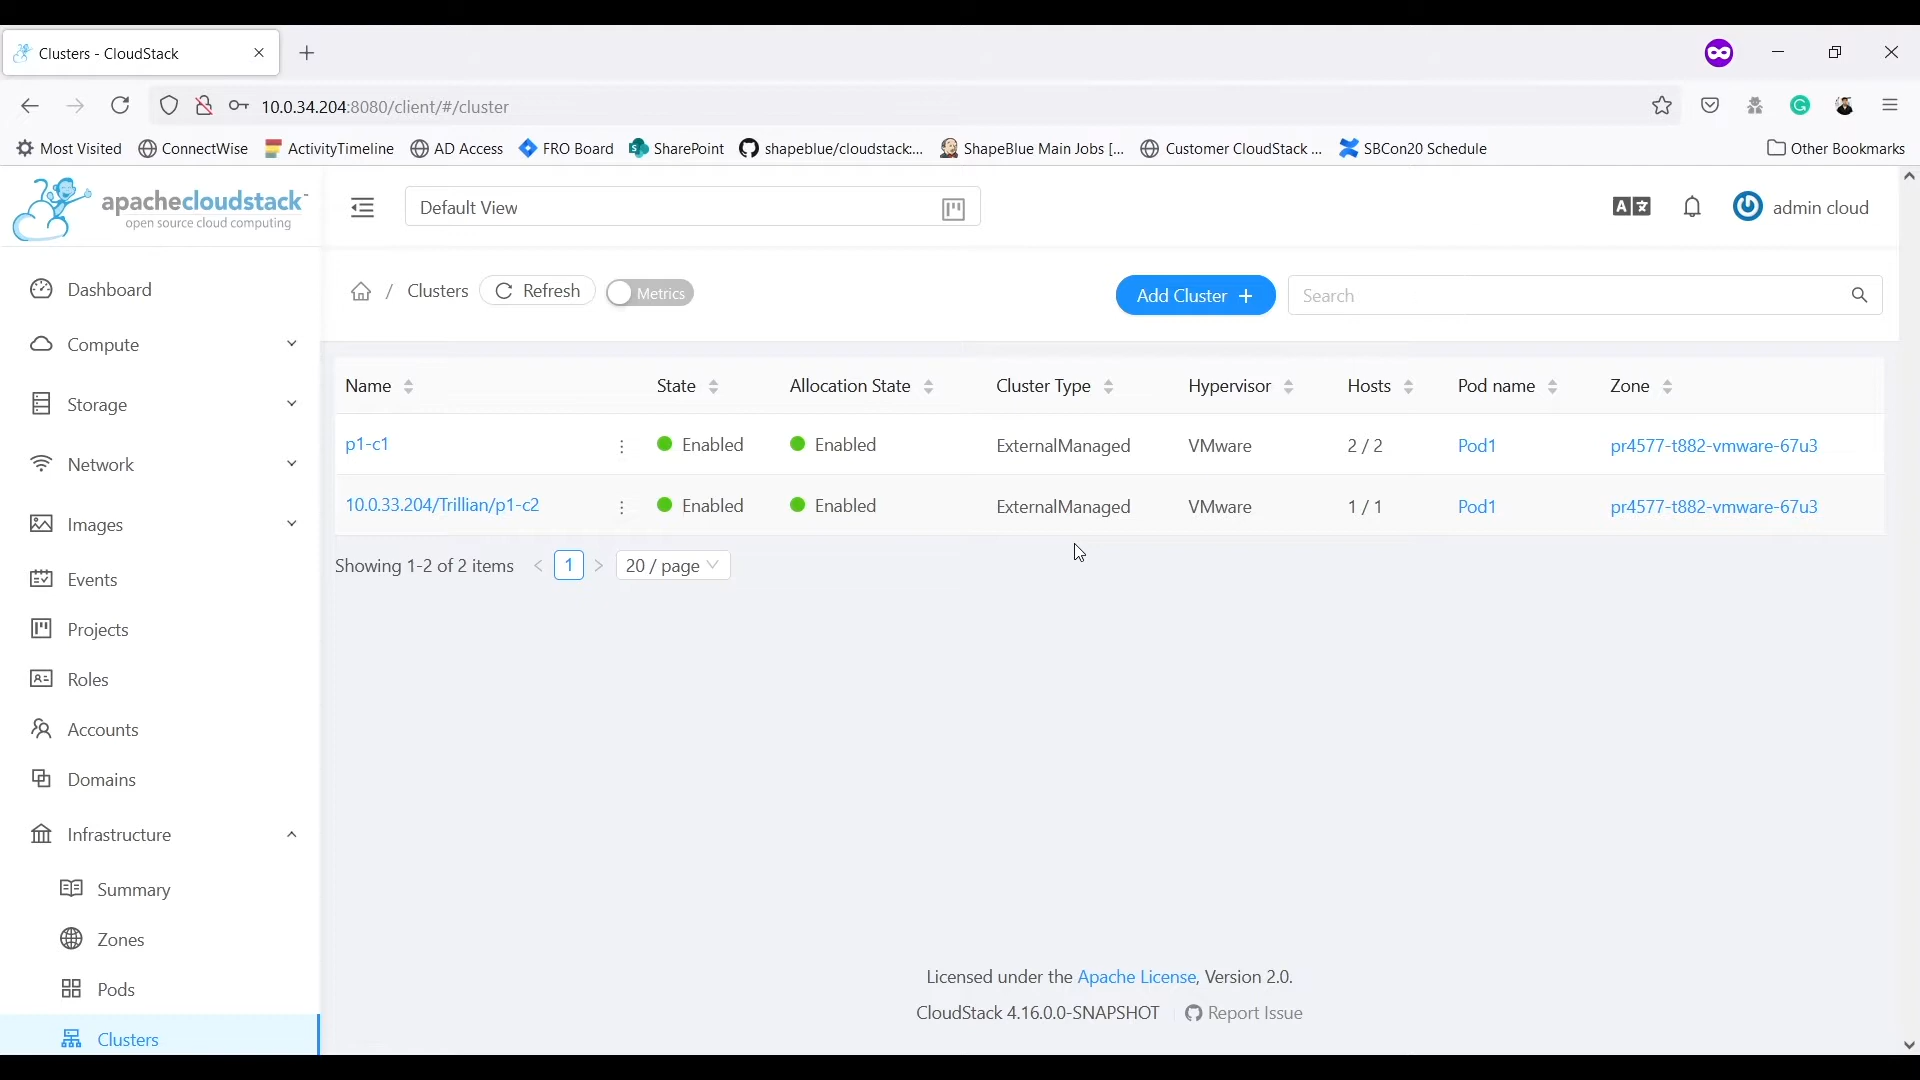 Clusters - CloudStack
10.0.34.204:8080/client/#/cluster
Most Visited ConnectWise ActivityTimeline AD Access FRO Board SharePoint shapeblue/cloudstack:... ShapeBlue Main Jobs [... Customer CloudStack ... SBCon20 Schedule Other Bookmarks
apachecloudstack™
open source cloud computing
Default View
admin cloud
Dashboard
Compute
Storage
Network
Images
Events
Projects
Roles
Accounts
Domains
Infrastructure
Summary
Zones
Pods
Clusters
/ Clusters Refresh Metrics Add Cluster + Search
Name State Allocation State Cluster Type Hypervisor Hosts Pod name Zone
p1-c1 Enabled Enabled ExternalManaged VMware 2 / 2 Pod1 pr4577-t882-vmware-67u3
10.0.33.204/Trillian/p1-c2 Enabled Enabled ExternalManaged VMware 1 / 1 Pod1 pr4577-t882-vmware-67u3
Showing 1-2 of 2 items < 1 > 20 / page
Licensed under the Apache License, Version 2.0.
CloudStack 4.16.0.0-SNAPSHOT Report Issue